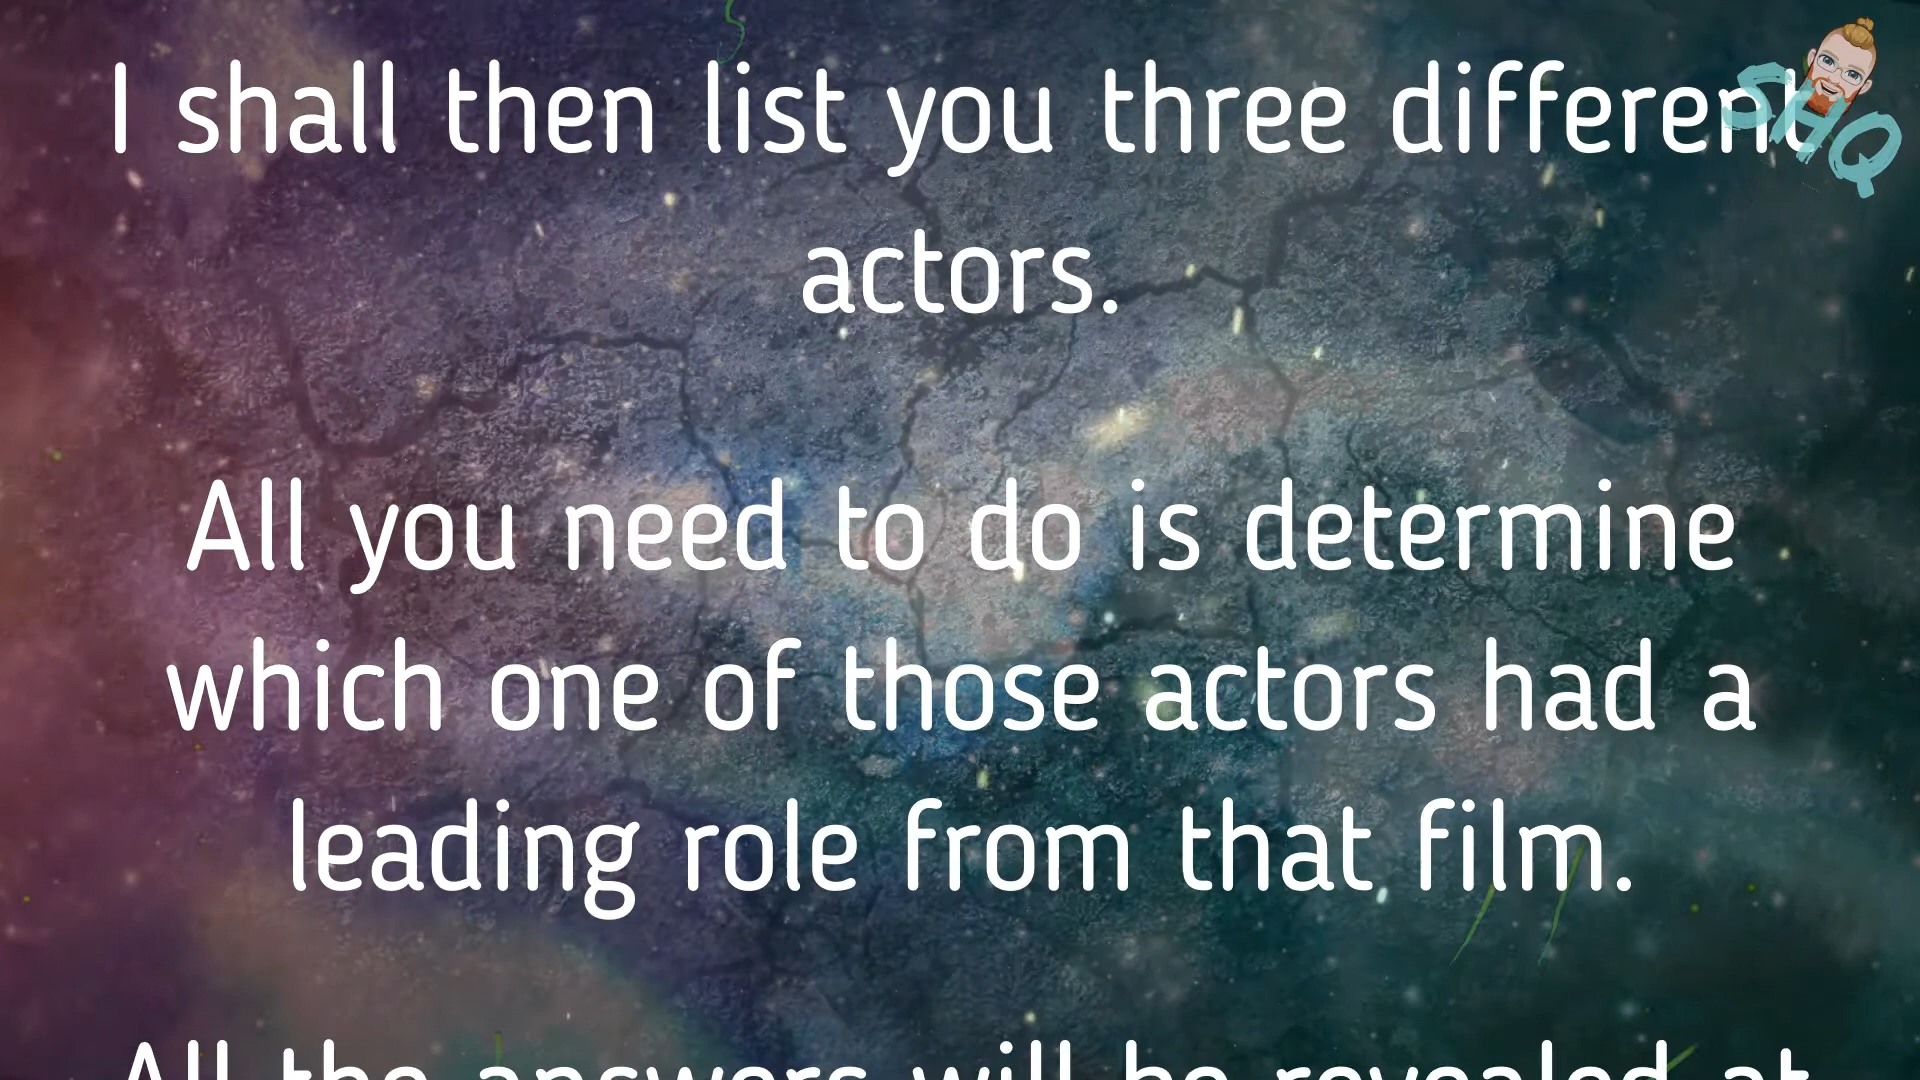 I shall then list you three different
actors.
All you need to do is determine
which one of those actors had a
leading role from that film.
All the answers will be revealed at
SHQ